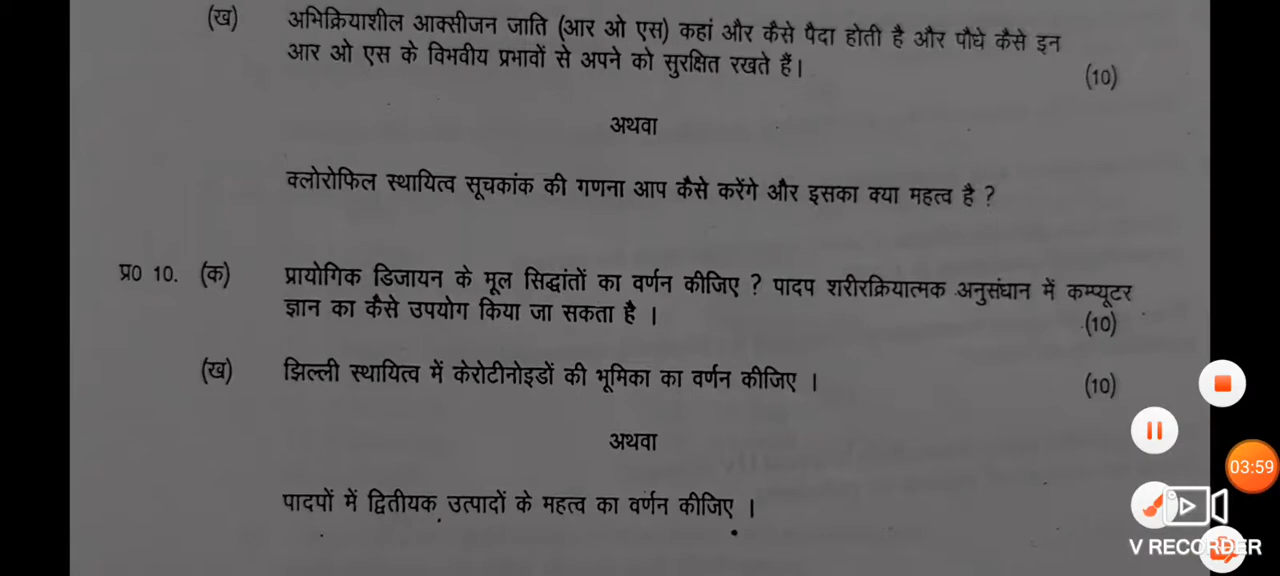 (ख) अभिक्रियाशील आक्सीजन जाति (आर ओ एस) कहां और कैसे पैदा होती है और पौधे कैसे इन
आर ओ एस के विभवीय प्रभावों से अपने को सुरक्षित रखते हैं। (10)
अथवा
क्लोरोफिल स्थायित्व सूचकांक की गणना आप कैसे करेंगे और इसका क्या महत्व है ?
प्र0 10. (क) प्रायोगिक डिजायन के मूल सिद्धांतों का वर्णन कीजिए ? पादप शरीरक्रियात्मक अनुसंधान में कम्प्यूटर
ज्ञान का कैसे उपयोग किया जा सकता है । (10)
(ख) झिल्ली स्थायित्व में केरोटीनोइडों की भूमिका का वर्णन कीजिए । (10)
अथवा
03:59
पादपों में द्वितीयक उत्पादों के महत्व का वर्णन कीजिए ।
V RECORDER